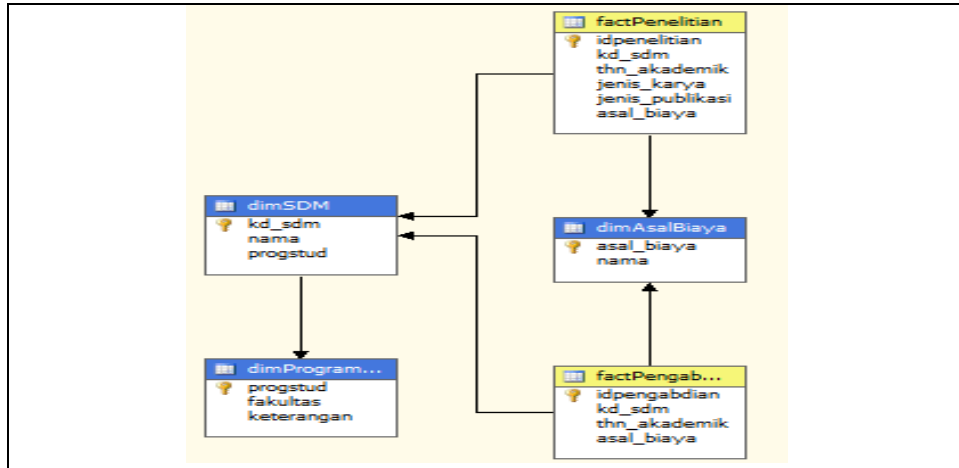 factPenelitian
idpenelitian
kd_sdm
thn_akademik
jenis_karya
jenis_publikasi
asal_biaya
dimSDM
kd_sdm
nama
progstud
dimAsalBiaya
asal_biaya
nama
dimProgram...
progstud
fakultas
keterangan
factPengab...
idpengabdian
kd_sdm
thn_akademik
asal_biaya